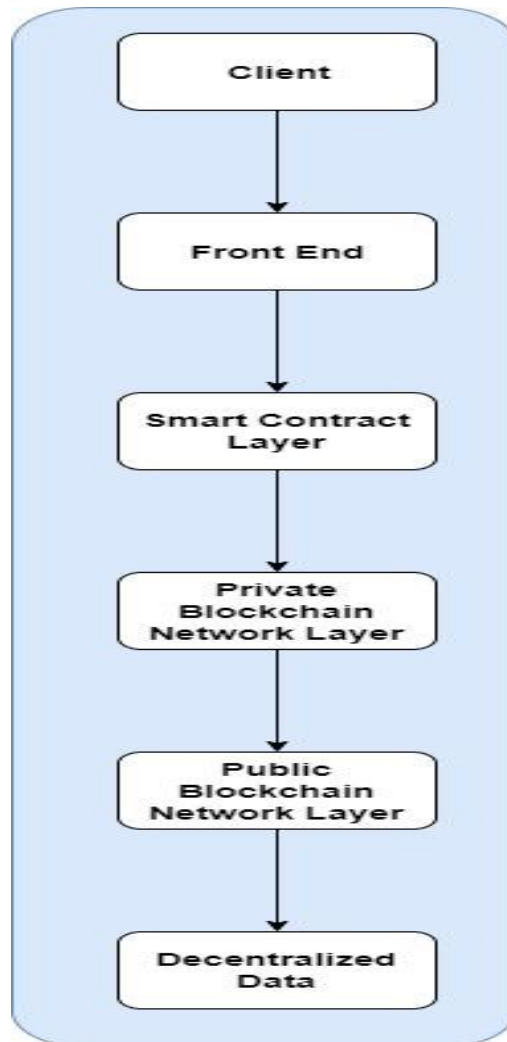 Client
Front End
Smart Contract
Layer
Private
Blockchain
Network Layer
Public
Blockchain
Network Layer
Decentralized
Data